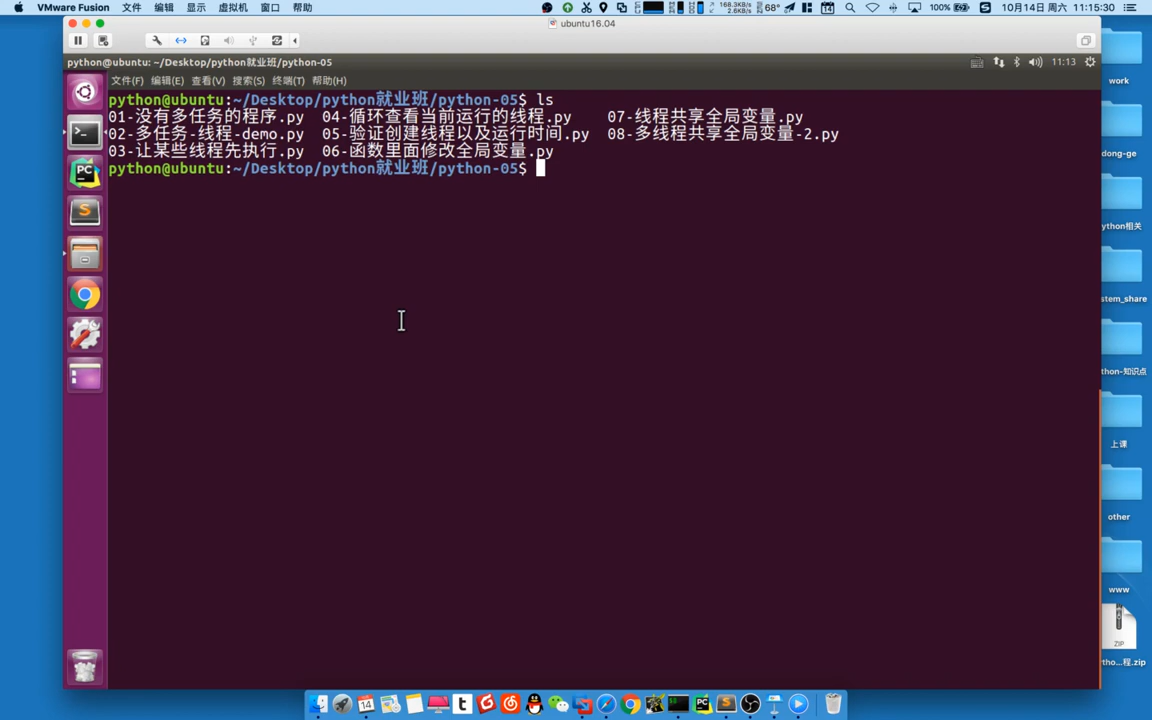 VMware Fusion 文件 编辑 显示 虚拟机 窗口 帮助 168.3KB/s 2.6KB/s 68° 14 100% 10月14日 周六 11:15:30
ubuntu16.04
python@ubuntu: ~/Desktop/python就业班/python-05 11:13
文件(F) 编辑(E) 查看(V) 搜索(S) 终端(T) 帮助(H)
python@ubuntu:~/Desktop/python就业班/python-05$ ls
01-没有多任务的程序.py 04-循环查看当前运行的线程.py 07-线程共享全局变量.py
02-多任务-线程-demo.py 05-验证创建线程以及运行时间.py 08-多线程共享全局变量-2.py
03-让某些线程先执行.py 06-函数里面修改全局变量.py
python@ubuntu:~/Desktop/python就业班/python-05$
work
dong-ge
ython相关
stem_share
thon-知识点
上课
other
www
ZIP
tho...程.zip
14